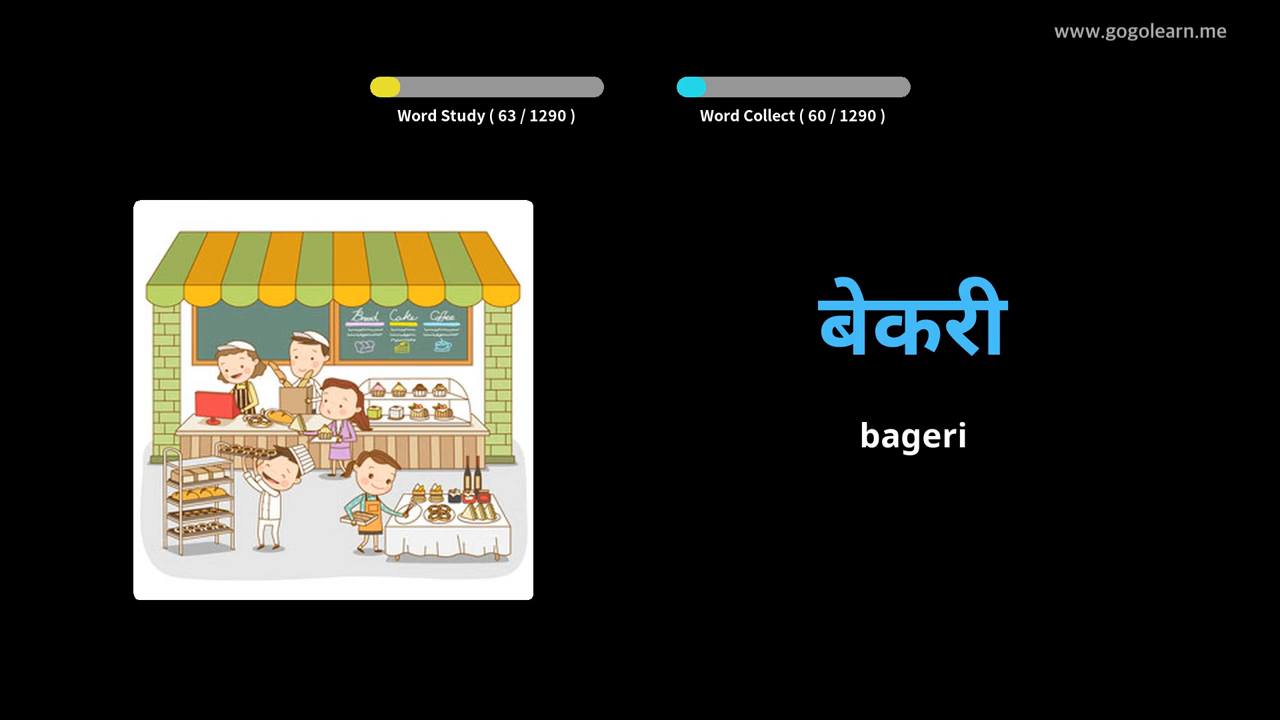 www.gogolearn.me
Word Study ( 63 / 1290 )
Word Collect ( 60 / 1290 )
Bread Cake Coffee
बेकरी
bageri